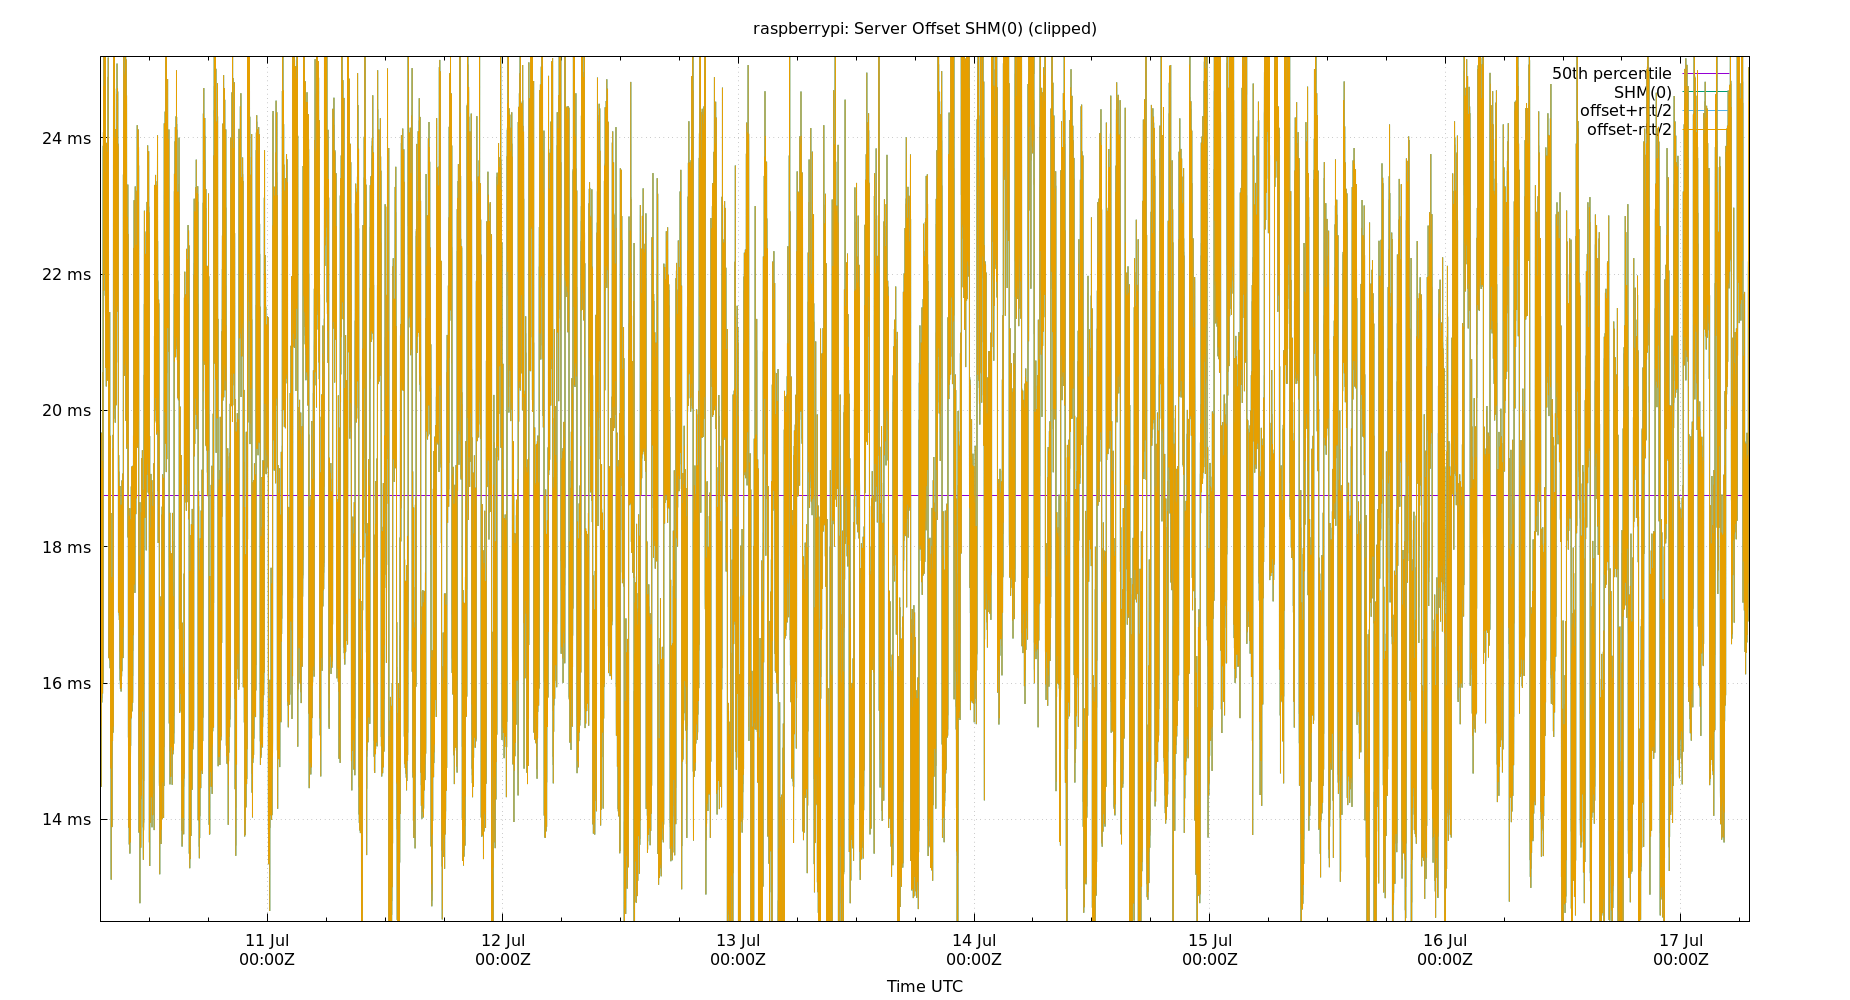 raspberrypi: Server Offset SHM(0) (clipped)
50th percentile
SHM(0)
offset+rtt/2
offset-rtt/2
24 ms
22 ms
20 ms
18 ms
16 ms
14 ms
11 Jul 12 Jul 13 Jul 14 Jul 15 Jul 16 Jul 17 Jul
00:00Z 00:00Z 00:00Z 00:00Z 00:00Z 00:00Z 00:00Z
Time UTC